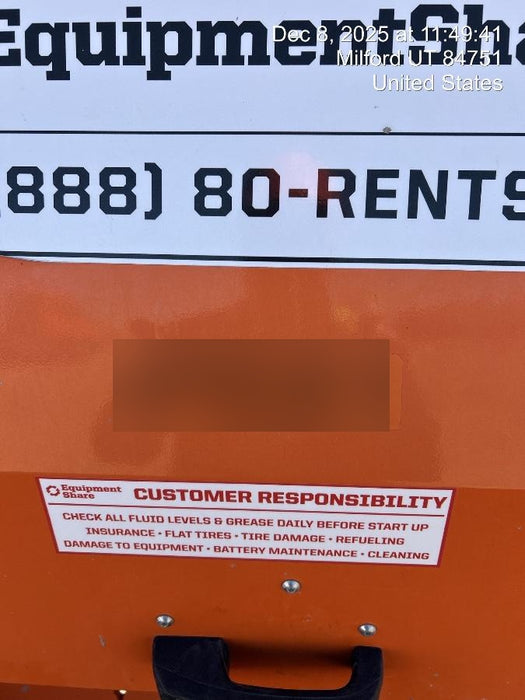 EquipmentSha
Dec 8, 2025 at 11:49:41
Milford UT 84751
United States
(888) 80-RENTS
Equipment
Share
CUSTOMER RESPONSIBILITY
CHECK ALL FLUID LEVELS & GREASE DAILY BEFORE START UP
INSURANCE • FLAT TIRES • TIRE DAMAGE • REFUELING
DAMAGE TO EQUIPMENT • BATTERY MAINTENANCE • CLEANING